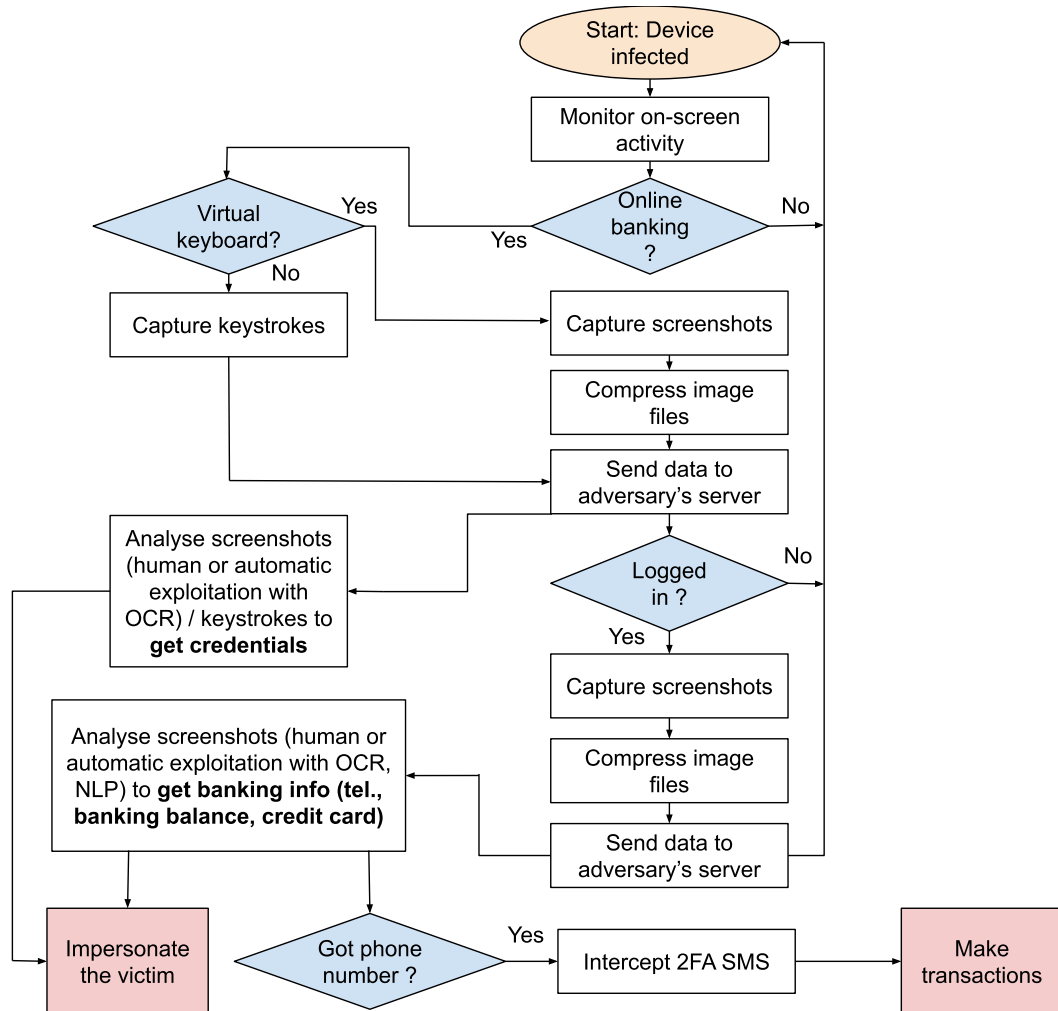 Start: Device
infected
Monitor on-screen
activity
Online
banking
?
No
Yes
Virtual
keyboard?
Yes
No
Capture keystrokes
Capture screenshots
Compress image
files
Send data to
adversary's server
Analyse screenshots
(human or automatic
exploitation with
OCR) / keystrokes to
get credentials
Logged
in ?
No
Yes
Capture screenshots
Analyse screenshots (human or
automatic exploitation with OCR,
NLP) to get banking info (tel.,
banking balance, credit card)
Compress image
files
Send data to
adversary's server
Impersonate
the victim
Got phone
number ?
Yes
Intercept 2FA SMS
Make
transactions